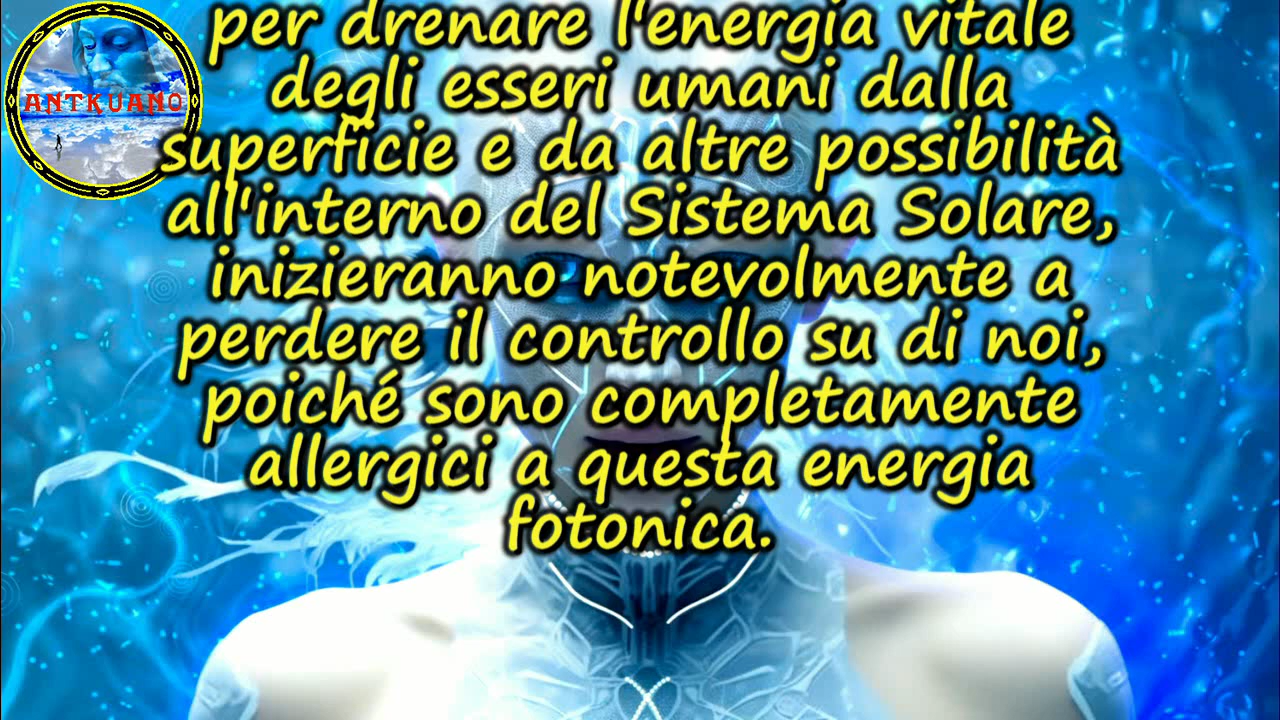 per drenare l'energia vitale
degli esseri umani dalla
superficie e da altre possibilità
all'interno del Sistema Solare,
inizieranno notevolmente a
perdere il controllo su di noi,
poiché sono completamente
allergici a questa energia
fotonica.
ANTKUANO